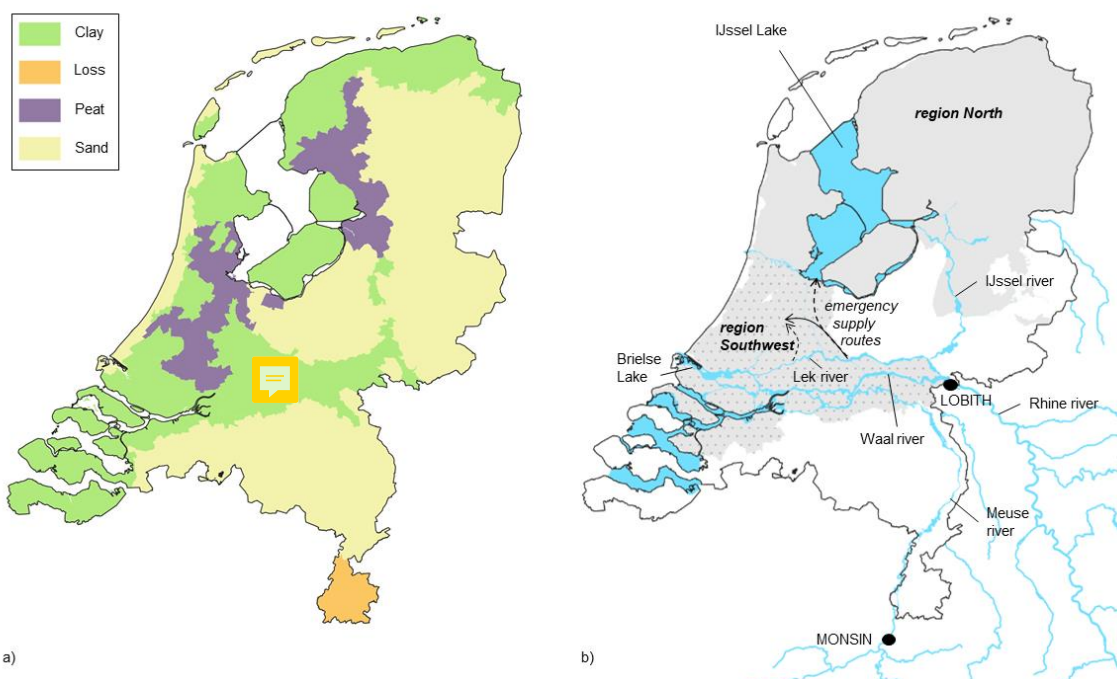 Clay
Loss
Peat
Sand
a)
IJssel Lake
region North
IJssel river
emergency
supply
routes
region
Southwest
Brielse
Lake
Lek river
LOBITH
Rhine river
Waal river
Meuse
river
MONSIN
b)